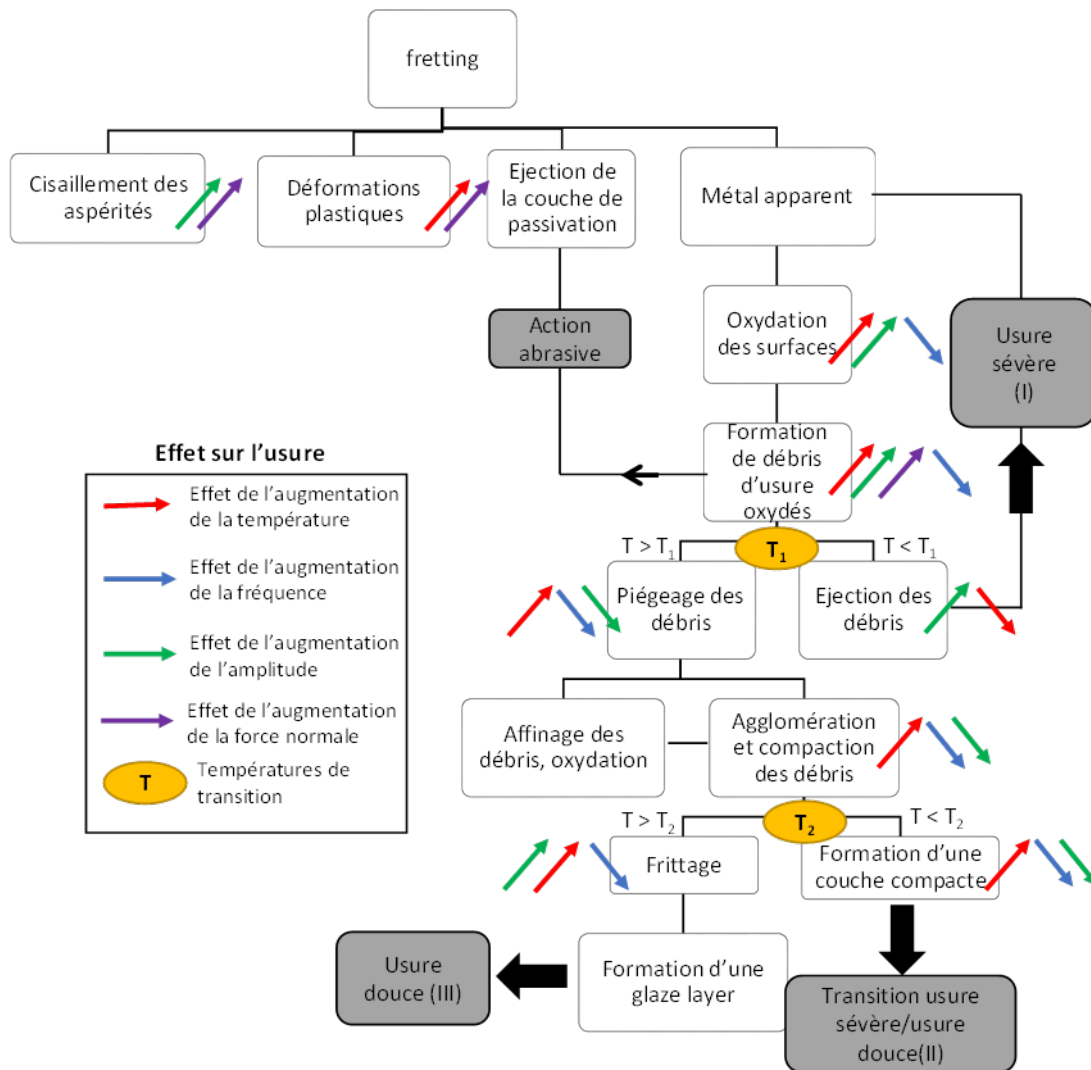 fretting
Cisaillement des
aspérités
Déformations
plastiques
Ejection de
la couche de
passivation
Métal apparent
Action
abrasive
Oxydation
des surfaces
Usure
sévère
(I)
Formation
de débris
d'usure
oxydés
T > T₁
T₁
T < T₁
Piégeage des
débris
Ejection des
débris
Affinage des
débris, oxydation
Agglomération
et compaction
des débris
T > T₂
T₂
T < T₂
Frittage
Formation d'une
couche compacte
Usure
douce (III)
Formation d'une
glaze layer
Transition usure
sévère/usure
douce(II)
Effet sur l'usure
Effet de l'augmentation
de la température
Effet de l'augmentation
de la fréquence
Effet de l'augmentation
de l'amplitude
Effet de l'augmentation
de la force normale
T
Températures de
transition